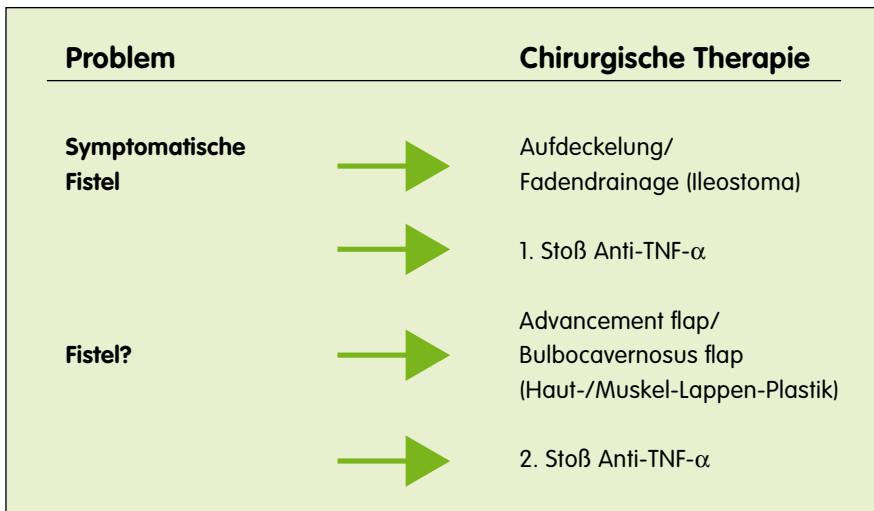 Problem Chirurgische Therapie
Symptomatische
Fistel
Aufdeckelung/
Fadendrainage (Ileostoma)
1. Stoß Anti-TNF-α
Fistel?
Advancement flap/
Bulbocavernosus flap
(Haut-/Muskel-Lappen-Plastik)
2. Stoß Anti-TNF-α